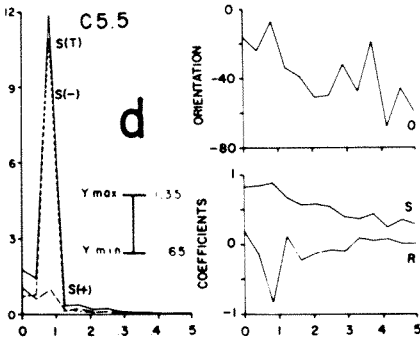 12
9
6
3
0
0 1 2 3 4 5
C5.5
S(T)
S(-)
d
Y max
.35
Y min
65
S(+)
0
-40
-80
ORIENTATION
O
1
0
-1
COEFFICIENTS
S
R
0 1 2 3 4 5